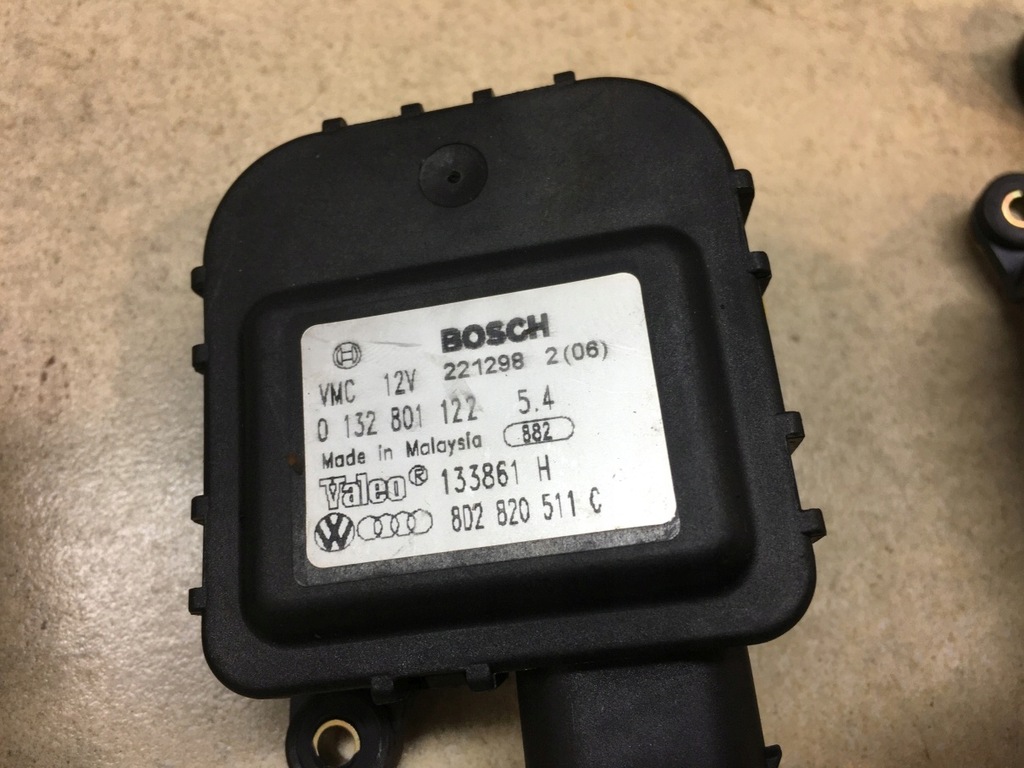 BOSCH
VMC 12V 221298 2(06)
0 132 801 122 5.4
Made in Malaysia 882
Valeo® 133861 H
VW 8D2 820 511 C